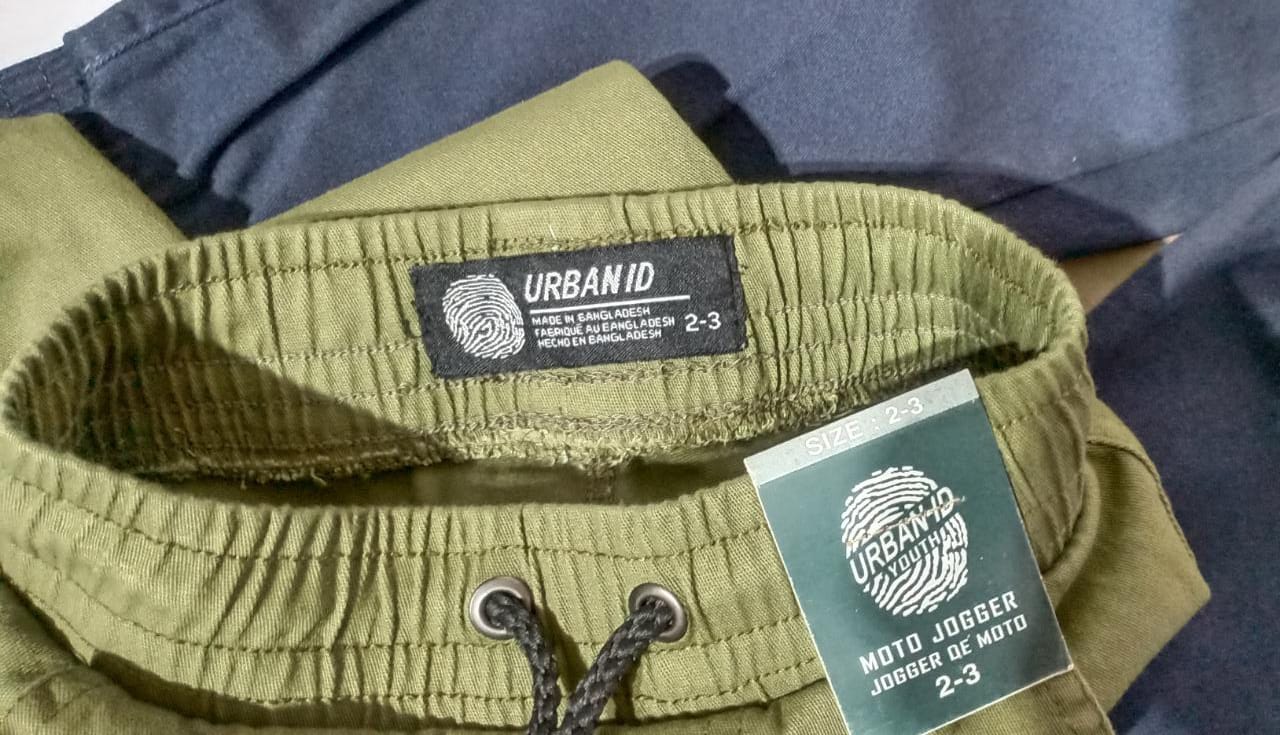 URBAN ID
MADE IN BANGLADESH
FABRIQUÉ AU BANGLADESH
HECHO EN BANGLADESH
2-3
SIZE : 2-3
URBAN ID
YOUTH
MOTO JOGGER
JOGGER DE MOTO
2-3